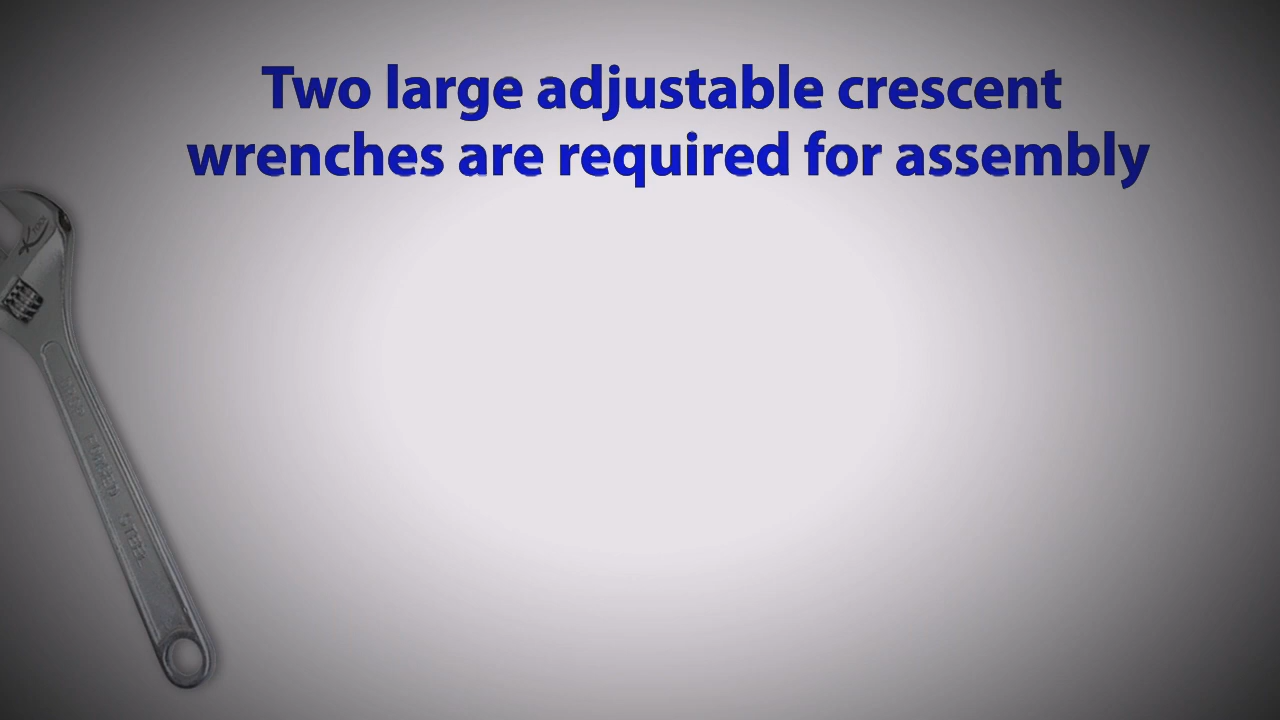 Two large adjustable crescent
wrenches are required for assembly